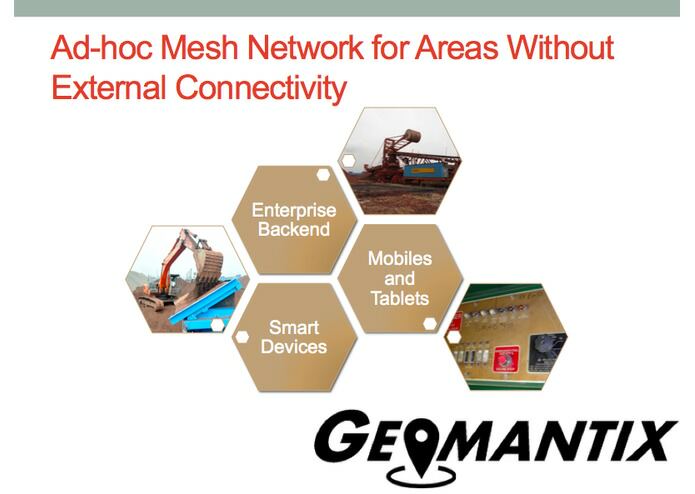 Ad-hoc Mesh Network for Areas Without
External Connectivity
Enterprise
Backend
Mobiles
and
Tablets
Smart
Devices
GEOMANTIX